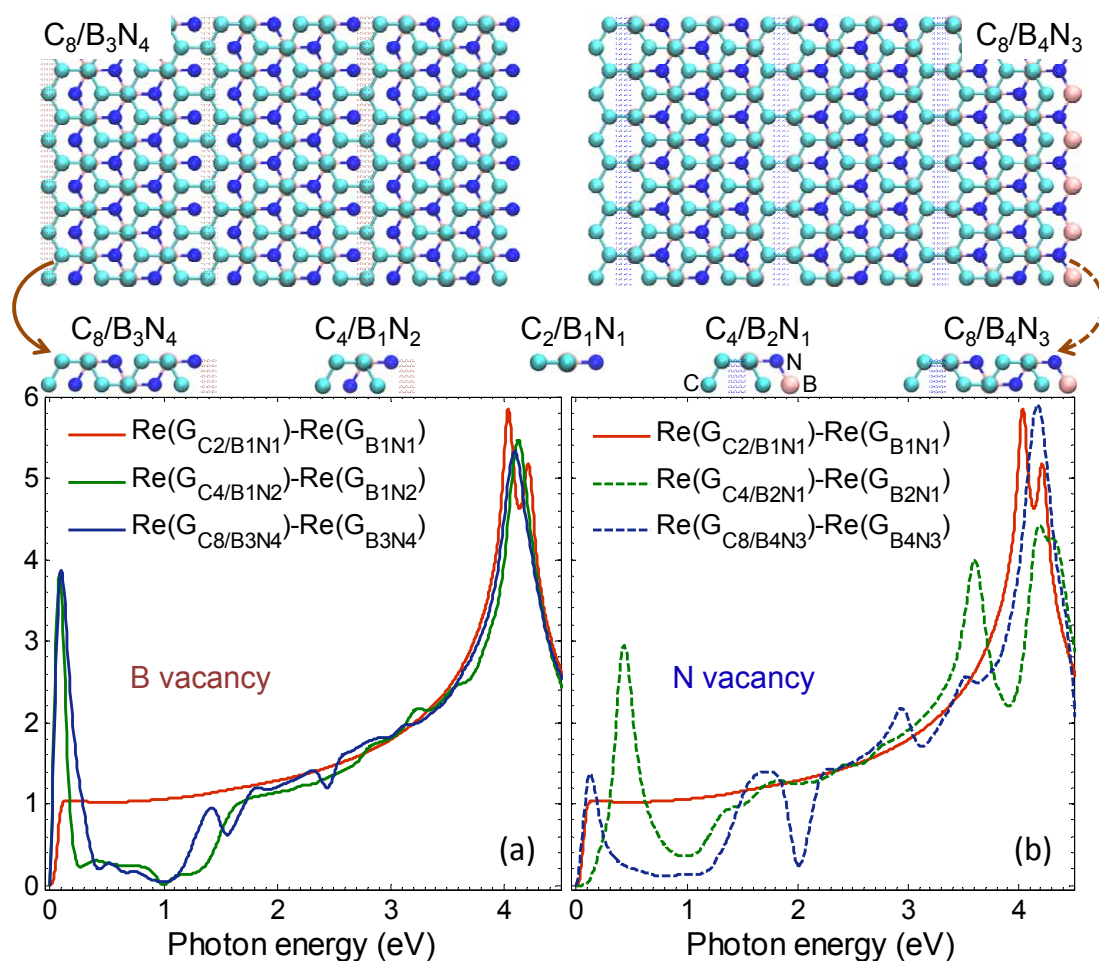 C8/B3N4
C8/B4N3
C8/B3N4
C4/B1N2
C2/B1N1
C4/B2N1
C8/B4N3
C
N
B
6
5
4
3
2
1
0
Re(GC2/B1N1)-Re(GB1N1)
Re(GC4/B1N2)-Re(GB1N2)
Re(GC8/B3N4)-Re(GB3N4)
B vacancy
(a)
0 1 2 3 4
Photon energy (eV)
Re(GC2/B1N1)-Re(GB1N1)
Re(GC4/B2N1)-Re(GB2N1)
Re(GC8/B4N3)-Re(GB4N3)
N vacancy
(b)
0 1 2 3 4
Photon energy (eV)